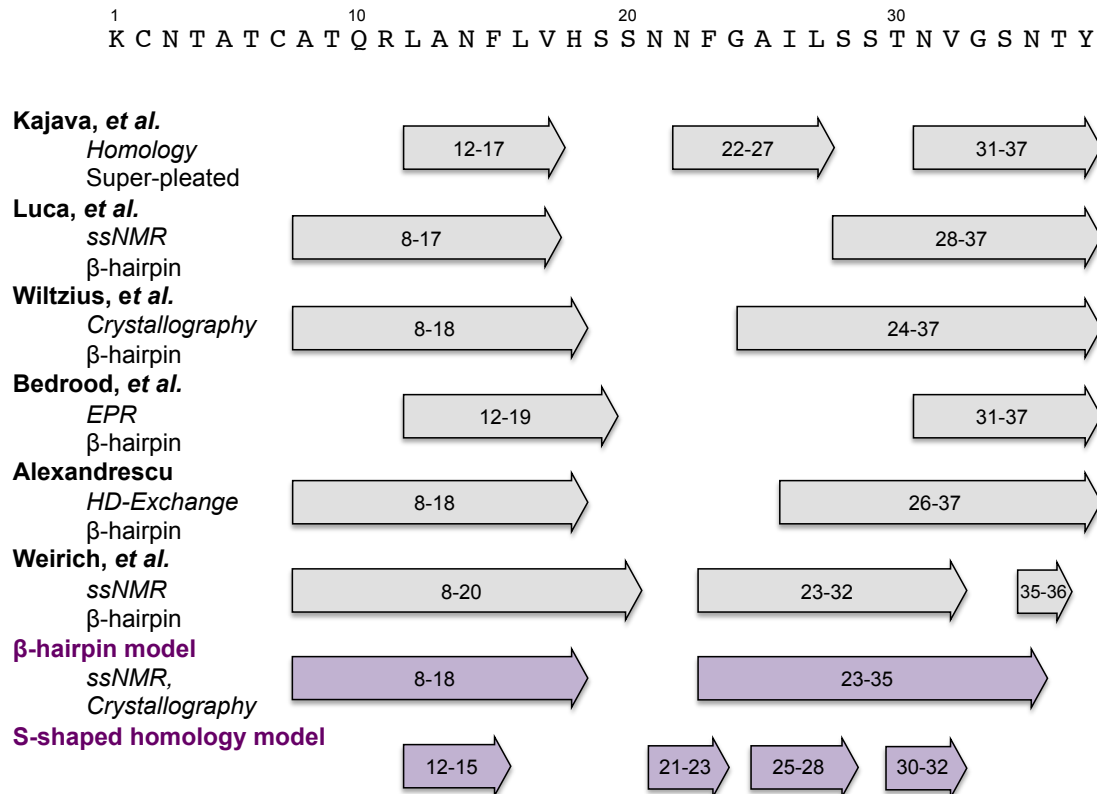 1 10 20 30
K C N T A T C A T Q R L A N F L V H S S N N F G A I L S S T N V G S N T Y
Kajava, et al.
Homology 12-17 22-27 31-37
Super-pleated
Luca, et al.
ssNMR 8-17 28-37
β-hairpin
Wiltzius, et al.
Crystallography 8-18 24-37
β-hairpin
Bedrood, et al.
EPR 12-19 31-37
β-hairpin
Alexandrescu
HD-Exchange 8-18 26-37
β-hairpin
Weirich, et al.
ssNMR 8-20 23-32 35-36
β-hairpin
β-hairpin model
ssNMR, 8-18 23-35
Crystallography
S-shaped homology model
12-15 21-23 25-28 30-32